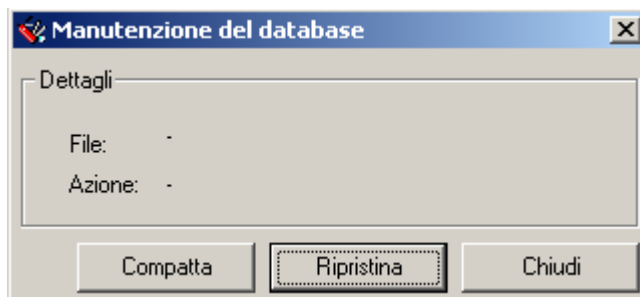 Manutenzione del database
Dettagli
File: -
Azione: -
Compatta Ripristina Chiudi